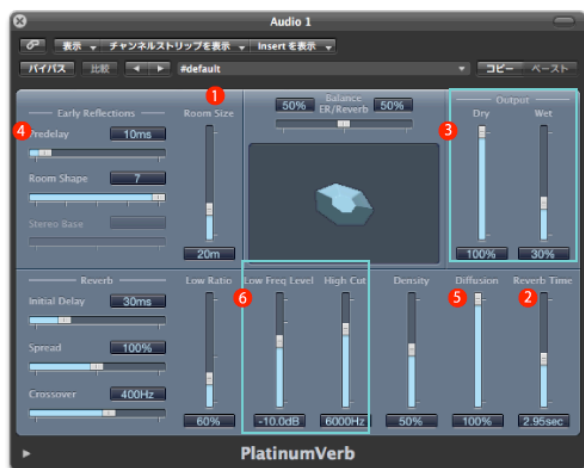 Audio 1
表示 チャンネルストリップを表示 Insert を表示
バイパス 比較 #default コピー ペースト
1
Early Reflections
Room Size
4
Predelay 10ms
Room Shape 7
Stereo Base
20m
Balance
50% ER/Reverb 50%
Output
3
Dry Wet
100% 30%
Reverb
Initial Delay 30ms
Spread 100%
Crossover 400Hz
Low Ratio
60%
6
Low Freq Level High Cut
-10.0dB 6000Hz
Density
50%
5
Diffusion
100%
2
Reverb Time
2.95sec
PlatinumVerb